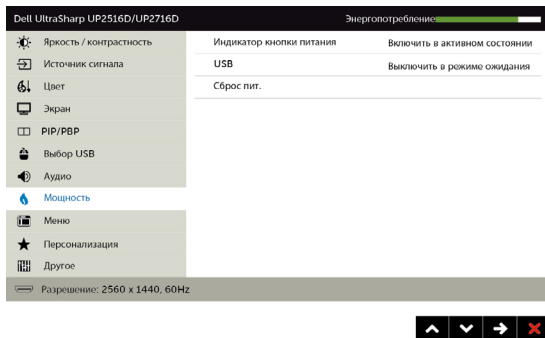 Dell UltraSharp UP2516D/UP2716D Энергопотребление
Яркость / контрастность Индикатор кнопки питания Включить в активном состоянии
Источник сигнала USB Выключить в режиме ожидания
Цвет Сброс пит.
Экран
PIP/PBP
Выбор USB
Аудио
Мощность
Меню
Персонализация
Другое
Разрешение: 2560 x 1440, 60Hz